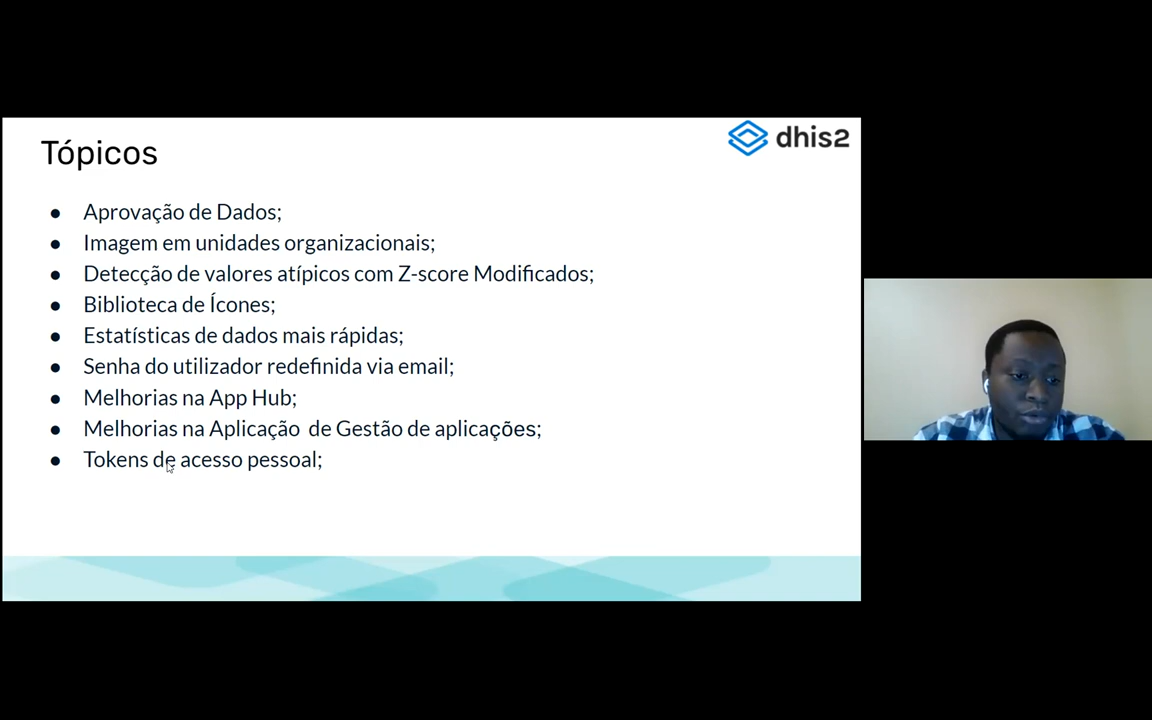 Tópicos
dhis2
● Aprovação de Dados;
● Imagem em unidades organizacionais;
● Detecção de valores atípicos com Z-score Modificados;
● Biblioteca de Ícones;
● Estatísticas de dados mais rápidas;
● Senha do utilizador redefinida via email;
● Melhorias na App Hub;
● Melhorias na Aplicação de Gestão de aplicações;
● Tokens de acesso pessoal;